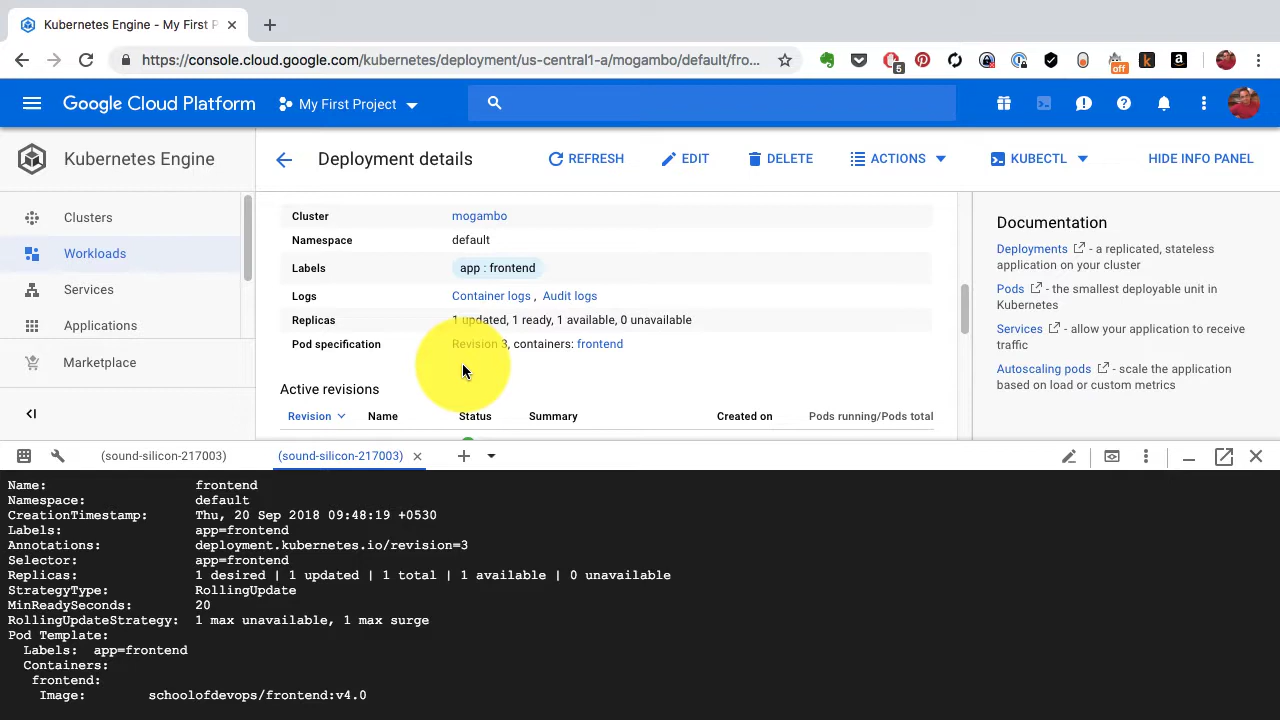 Kubernetes Engine - My First P
https://console.cloud.google.com/kubernetes/deployment/us-central1-a/mogambo/default/fro...
5
off
k
a
Google Cloud Platform
My First Project
Kubernetes Engine
Deployment details
REFRESH
EDIT
DELETE
ACTIONS
KUBECTL
HIDE INFO PANEL
Clusters
Workloads
Services
Applications
Marketplace
Cluster mogambo
Namespace default
Labels app : frontend
Logs Container logs , Audit logs
Replicas 1 updated, 1 ready, 1 available, 0 unavailable
Pod specification Revision 3, containers: frontend
Active revisions
Revision Name Status Summary Created on Pods running/Pods total
Documentation
Deployments - a replicated, stateless
application on your cluster
Pods - the smallest deployable unit in
Kubernetes
Services - allow your application to receive
traffic
Autoscaling pods - scale the application
based on load or custom metrics
(sound-silicon-217003) (sound-silicon-217003)
Name: frontend
Namespace: default
CreationTimestamp: Thu, 20 Sep 2018 09:48:19 +0530
Labels: app=frontend
Annotations: deployment.kubernetes.io/revision=3
Selector: app=frontend
Replicas: 1 desired | 1 updated | 1 total | 1 available | 0 unavailable
StrategyType: RollingUpdate
MinReadySeconds: 20
RollingUpdateStrategy: 1 max unavailable, 1 max surge
Pod Template:
Labels: app=frontend
Containers:
frontend:
Image: schoolofdevops/frontend:v4.0